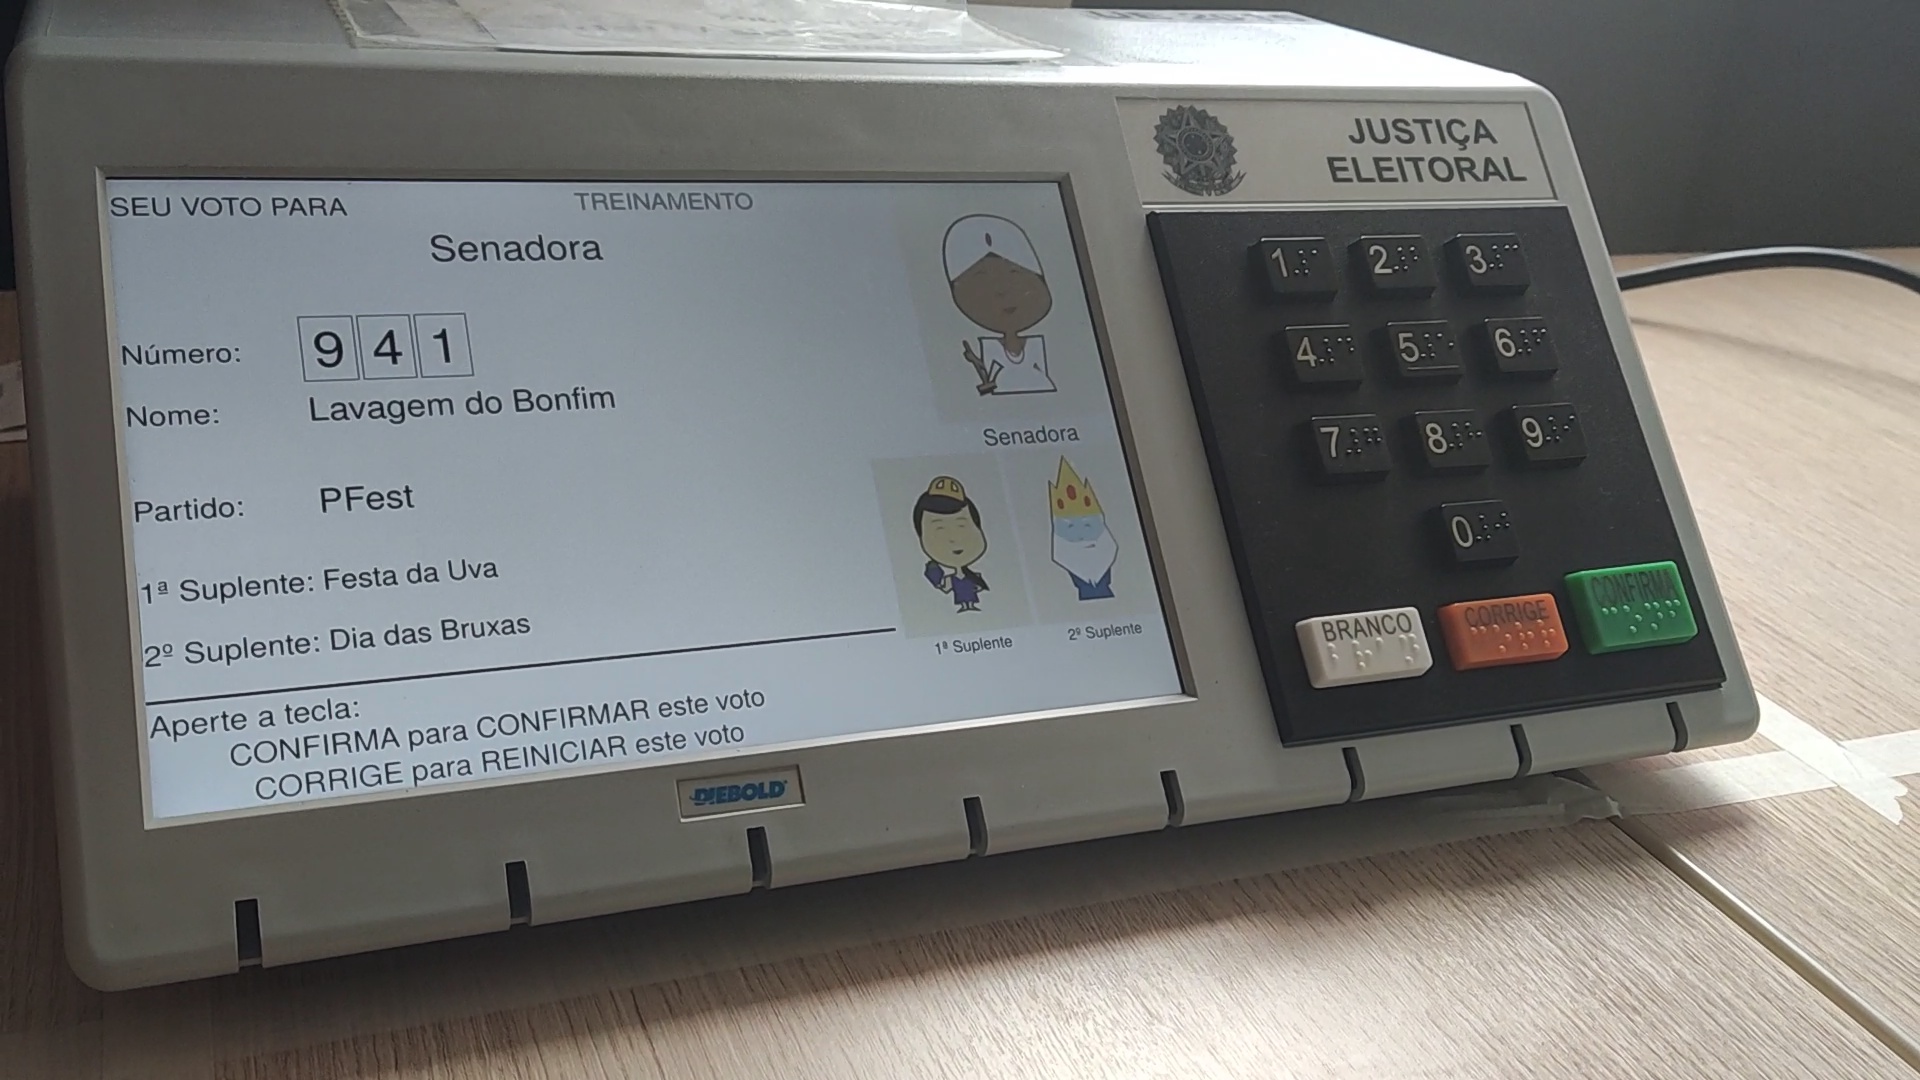 SEU VOTO PARA
TREINAMENTO
Senadora
Número: 9 4 1
Nome: Lavagem do Bonfim
Partido: PFest
1ª Suplente: Festa da Uva
2º Suplente: Dia das Bruxas
Senadora
1ª Suplente
2º Suplente
Aperte a tecla:
CONFIRMA para CONFIRMAR este voto
CORRIGE para REINICIAR este voto
DIEBOLD
JUSTIÇA
ELEITORAL
1 2 3
4 5 6
7 8 9
0
BRANCO CORRIGE CONFIRMA